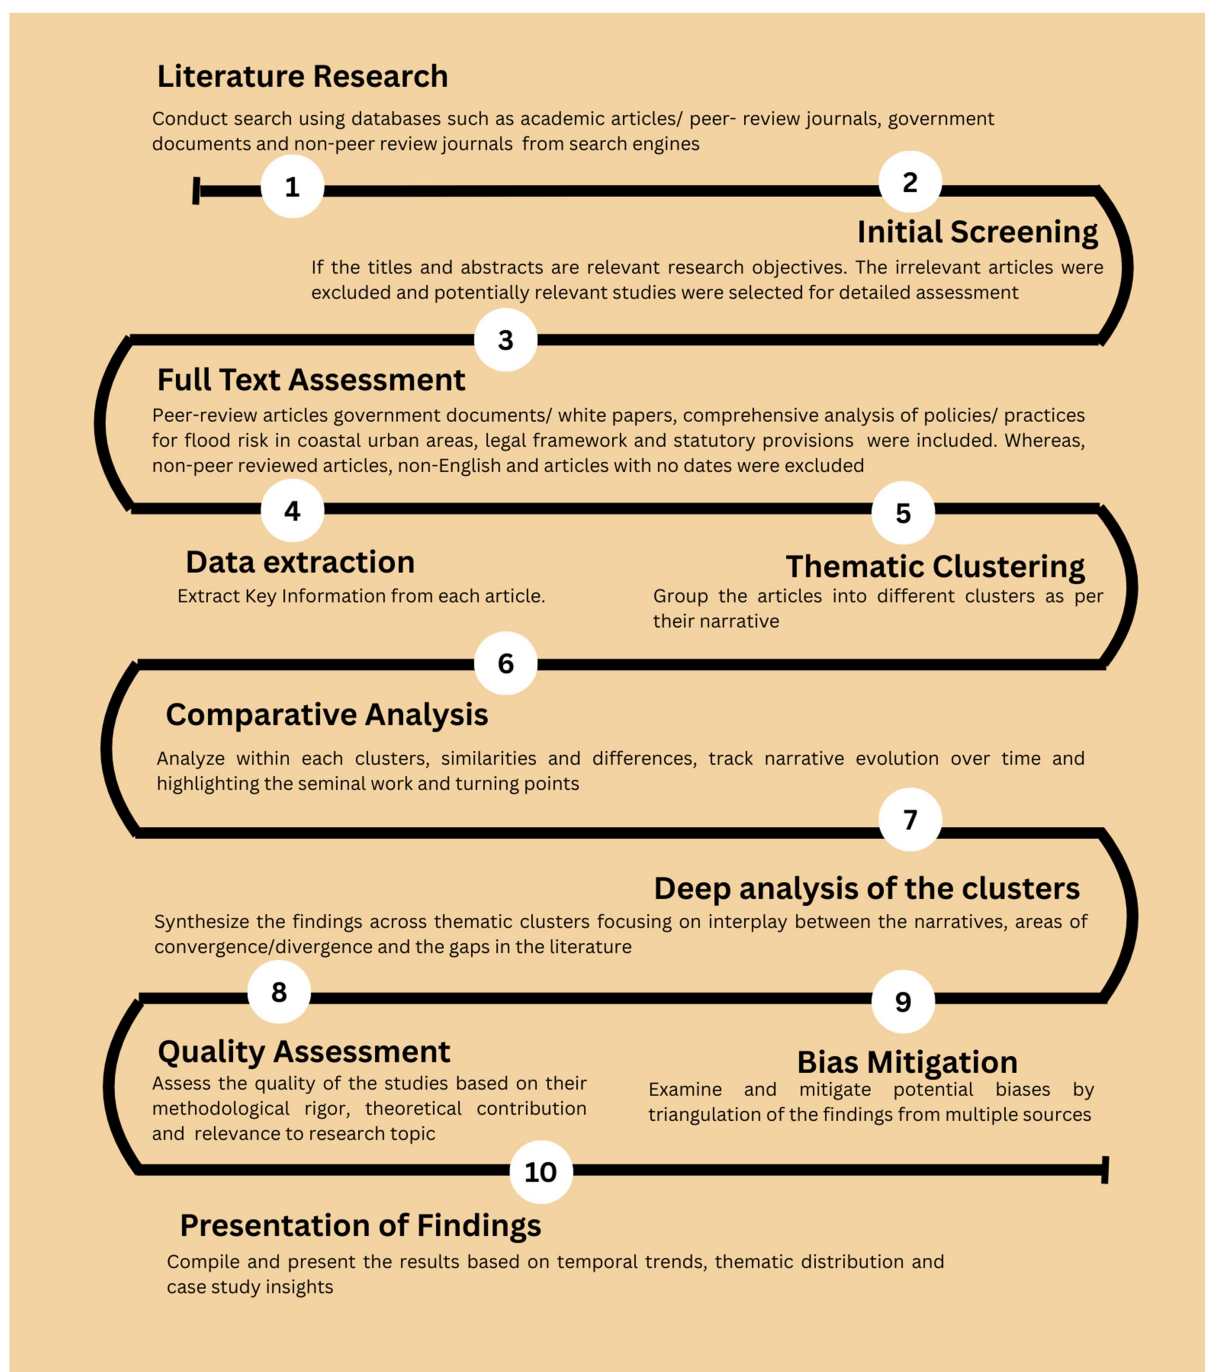 Literature Research
Conduct search using databases such as academic articles/ peer- review journals, government
documents and non-peer review journals from search engines
1
2
Initial Screening
If the titles and abstracts are relevant research objectives. The irrelevant articles were
excluded and potentially relevant studies were selected for detailed assessment
3
Full Text Assessment
Peer-review articles government documents/ white papers, comprehensive analysis of policies/ practices
for flood risk in coastal urban areas, legal framework and statutory provisions were included. Whereas,
non-peer reviewed articles, non-English and articles with no dates were excluded
4
Data extraction
Extract Key Information from each article.
5
Thematic Clustering
Group the articles into different clusters as per
their narrative
6
Comparative Analysis
Analyze within each clusters, similarities and differences, track narrative evolution over time and
highlighting the seminal work and turning points
7
Deep analysis of the clusters
Synthesize the findings across thematic clusters focusing on interplay between the narratives, areas of
convergence/divergence and the gaps in the literature
8
Quality Assessment
Assess the quality of the studies based on their
methodological rigor, theoretical contribution
and relevance to research topic
9
Bias Mitigation
Examine and mitigate potential biases by
triangulation of the findings from multiple sources
10
Presentation of Findings
Compile and present the results based on temporal trends, thematic distribution and
case study insights